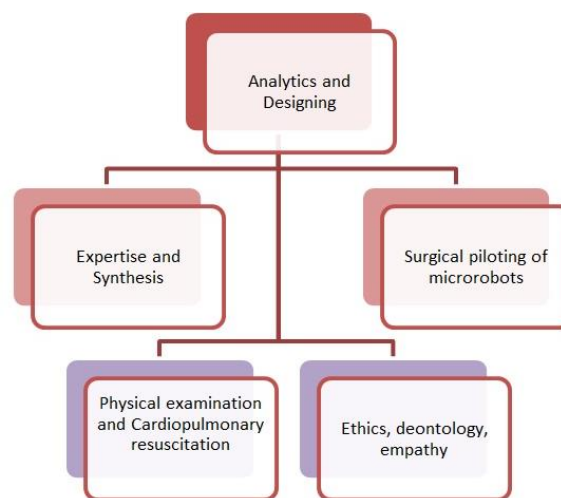 Analytics and
Designing
Expertise and
Synthesis
Surgical piloting of
microrobots
Physical examination
and Cardiopulmonary
resuscitation
Ethics, deontology,
empathy